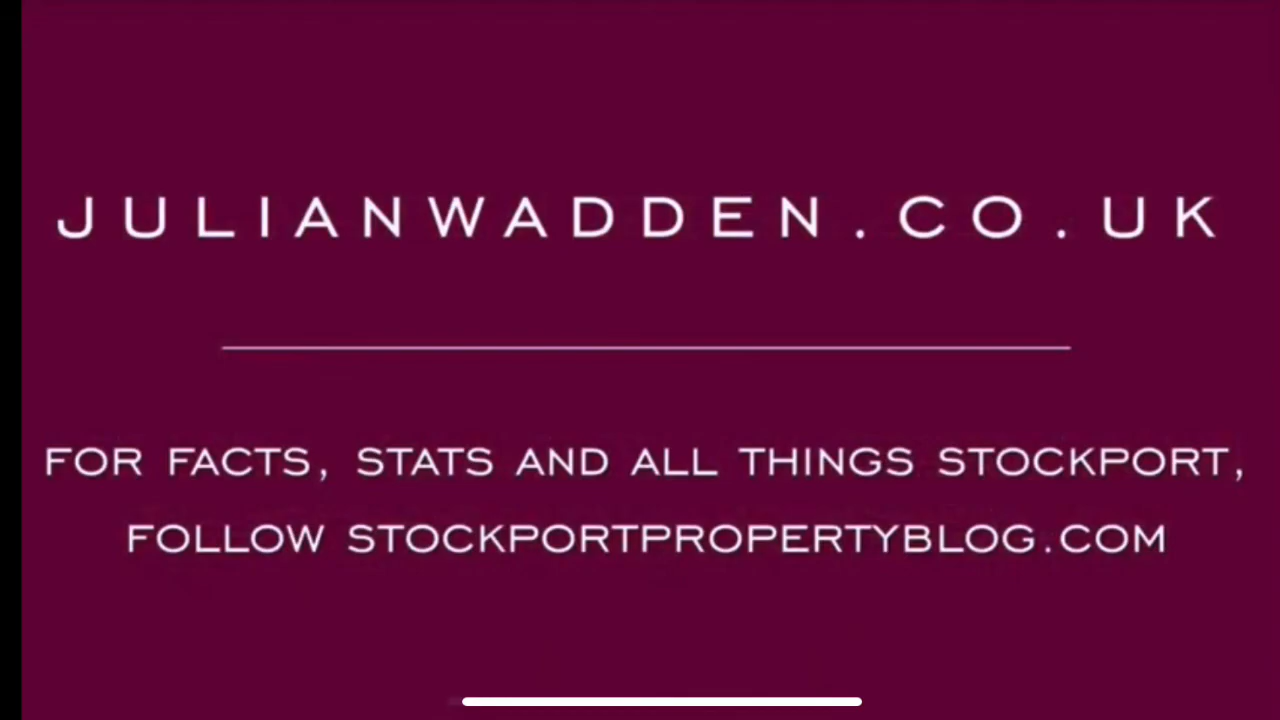 JULIANWADDEN.CO.UK
FOR FACTS, STATS AND ALL THINGS STOCKPORT,
FOLLOW STOCKPORTPROPERTYBLOG.COM